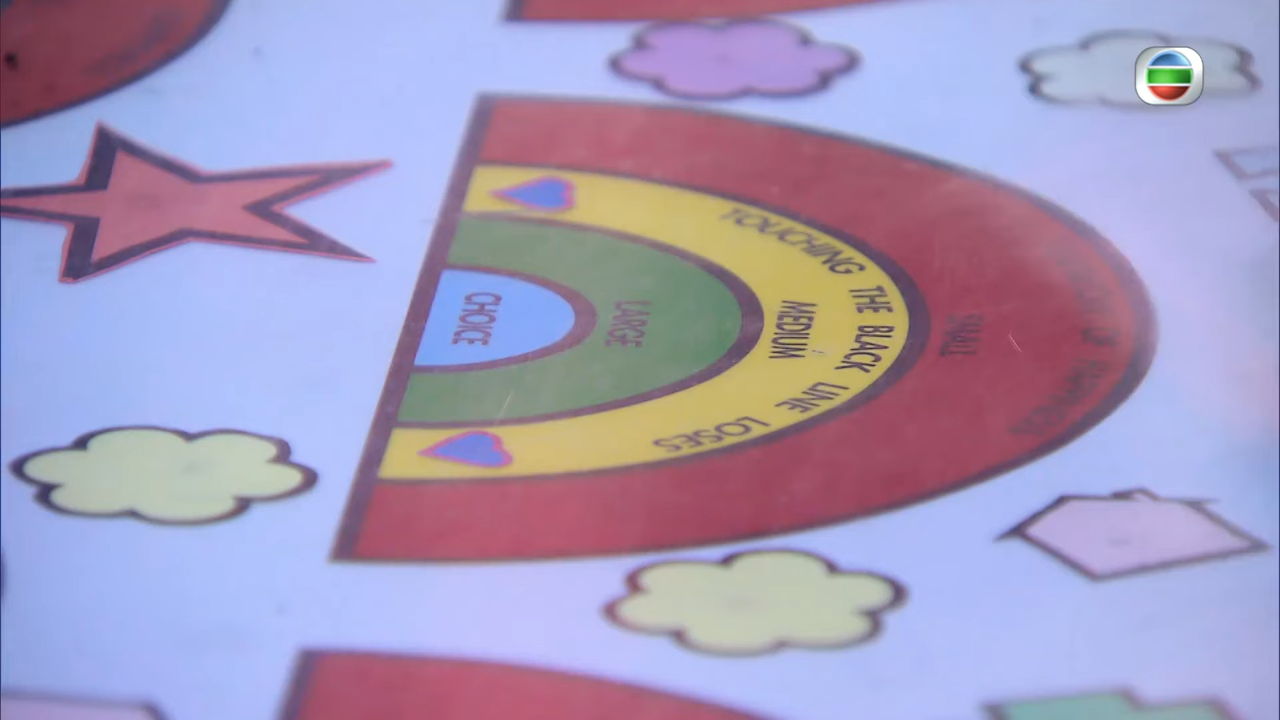 CHOICE
LARGE
MEDIUM
TOUCHING THE BLACK LINE LOSES
SMALL